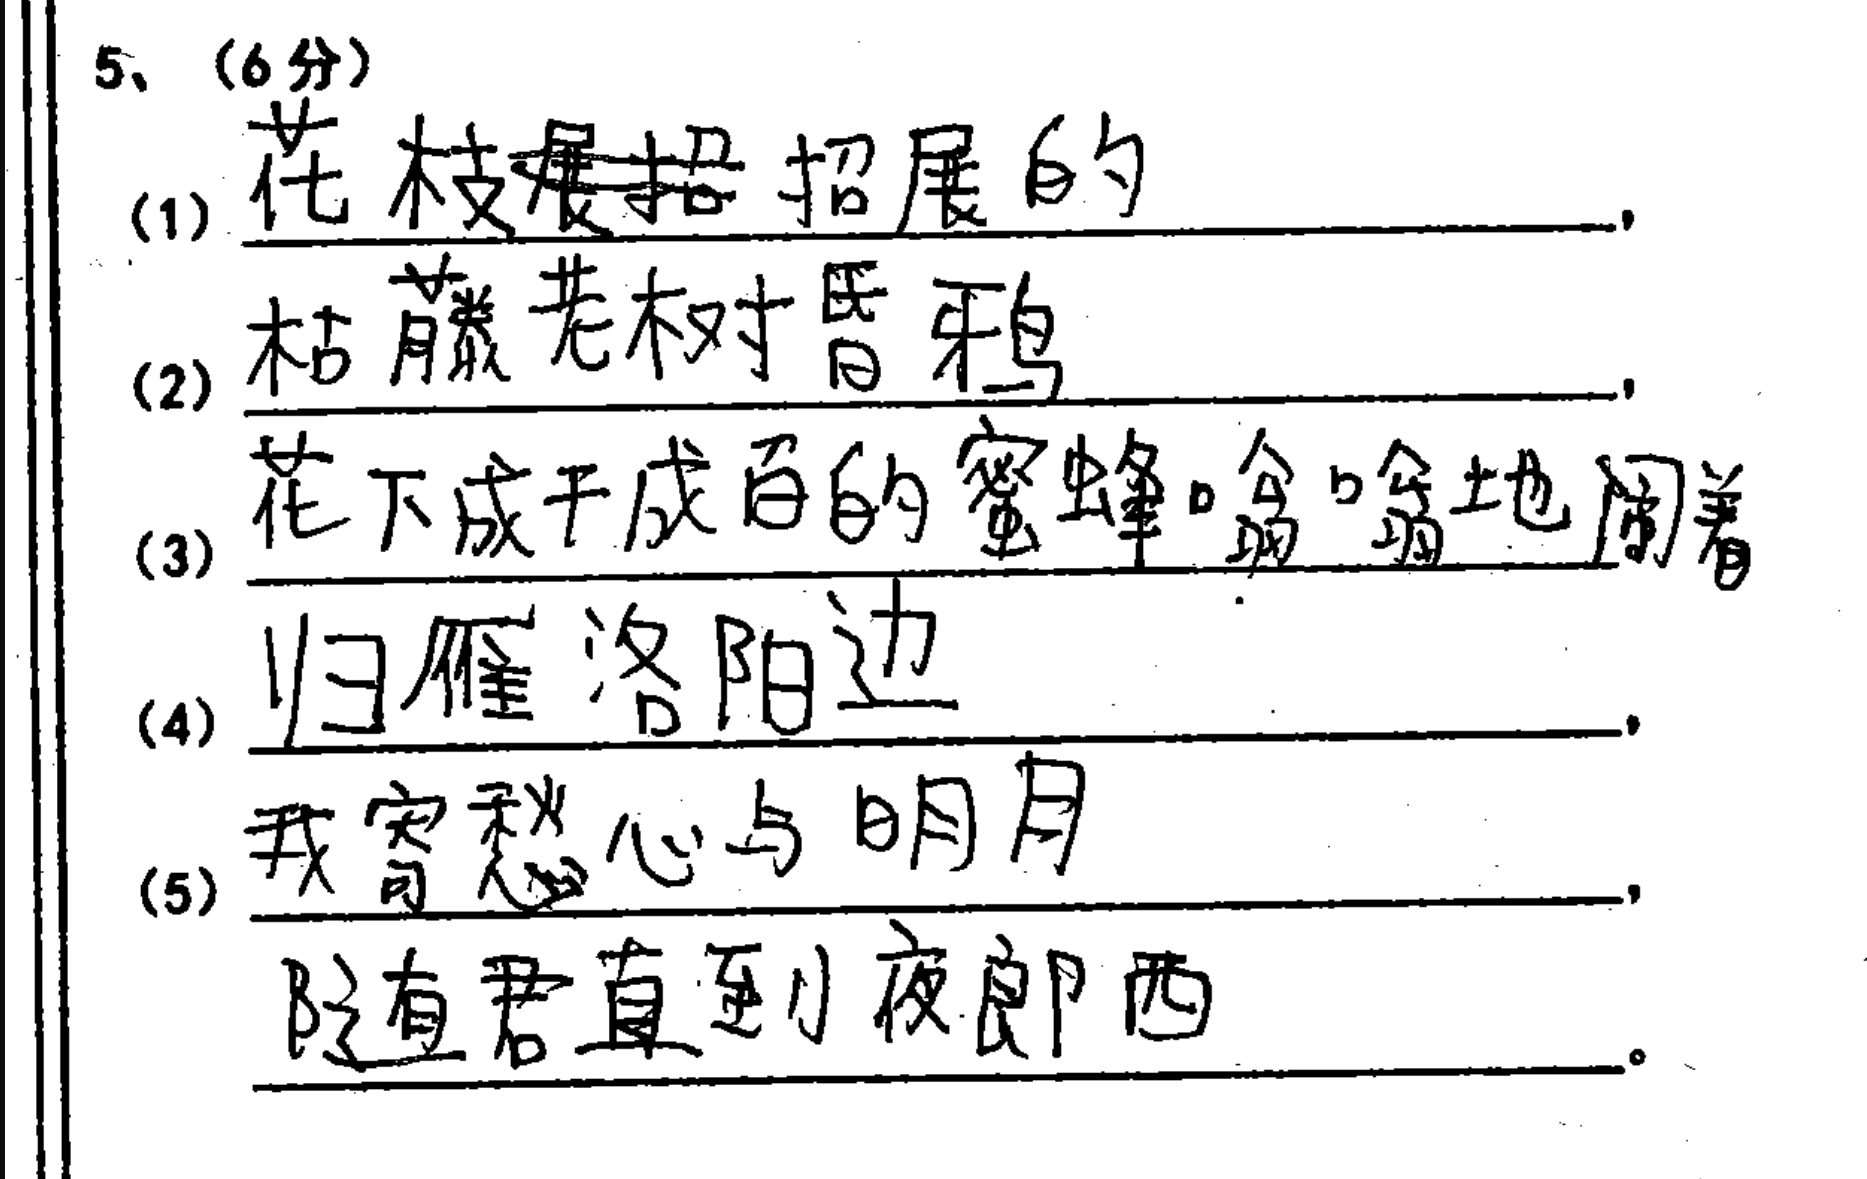 5、（6分）
（1）花枝招展的，
（2）枯藤老树昏鸦，
（3）花下成千成百的蜜蜂嗡嗡地闹着
（4）归雁洛阳边，
（5）我寄愁心与明月，
随君直到夜郎西。